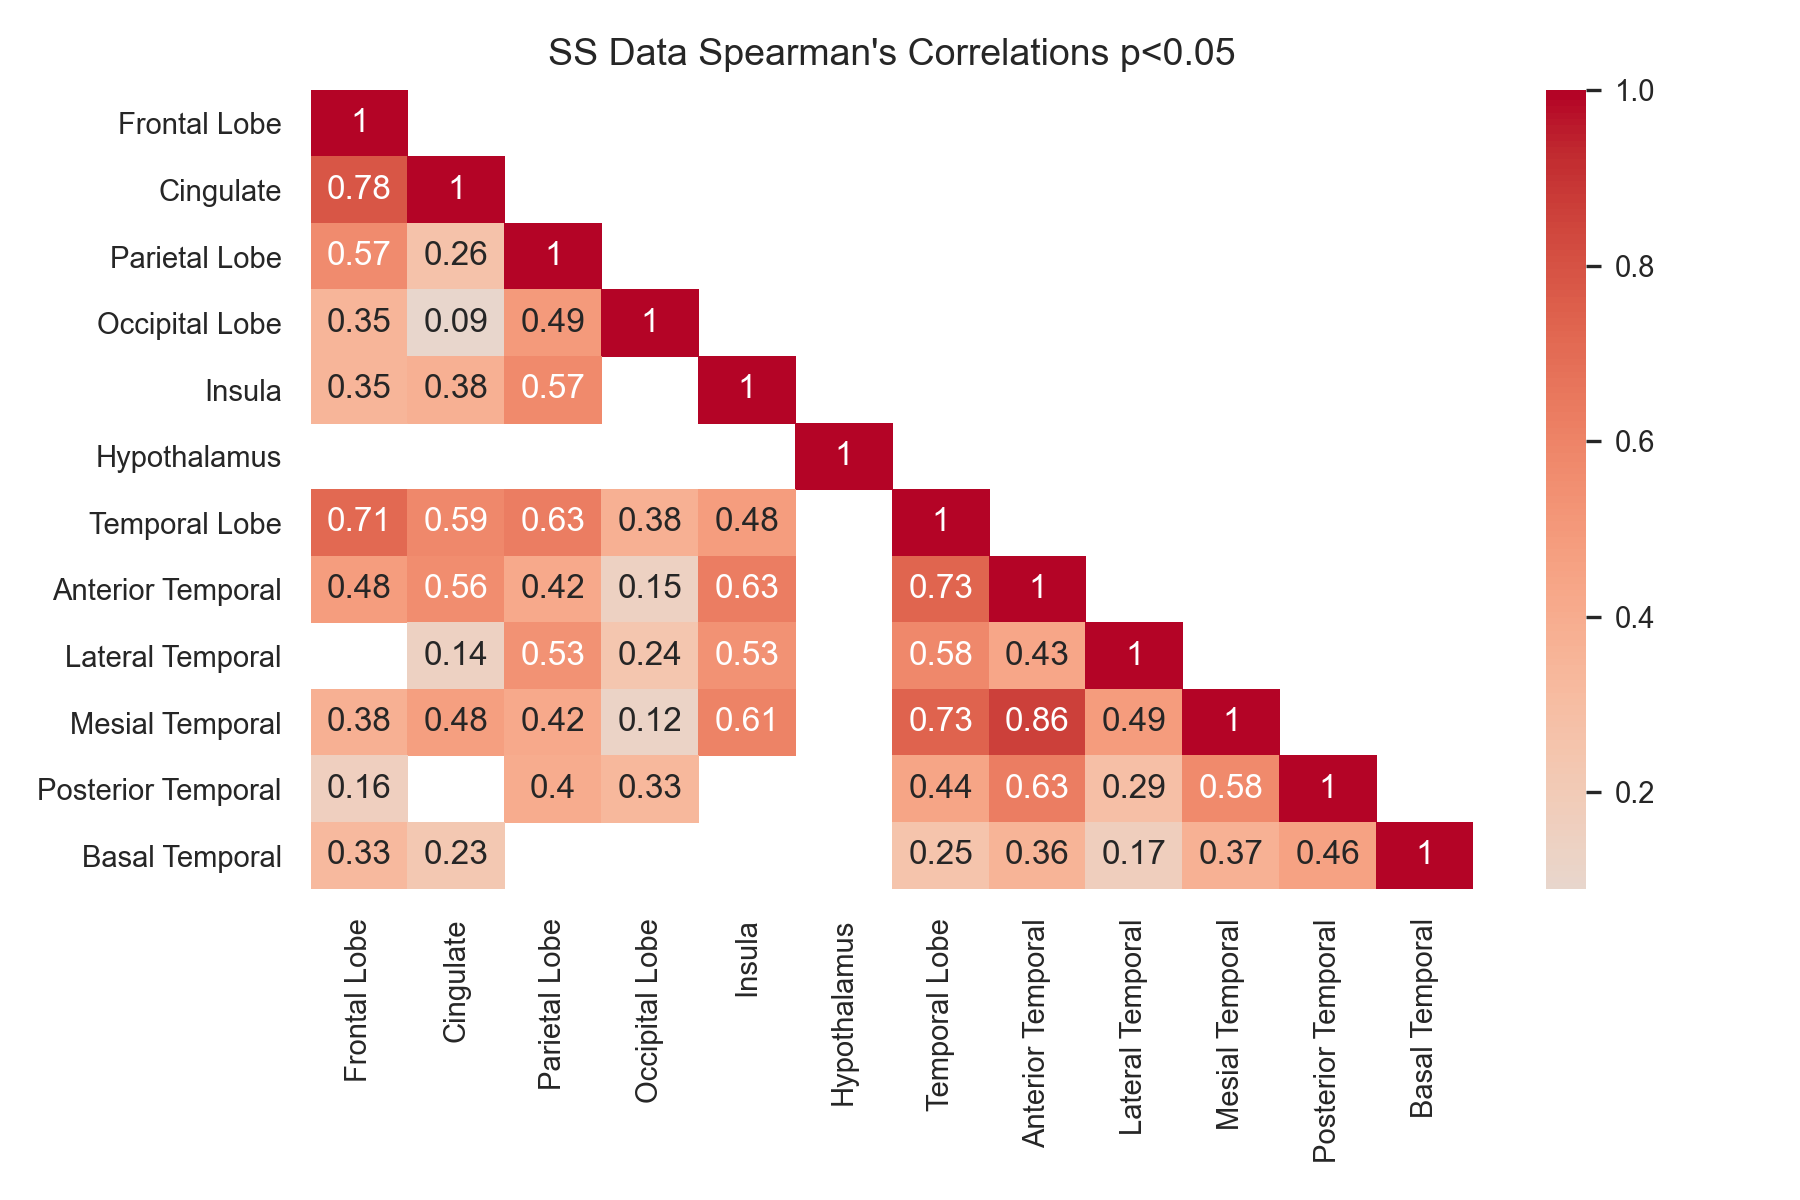 SS Data Spearman's Correlations p<0.05
Frontal Lobe 1
Cingulate 0.78 1
Parietal Lobe 0.57 0.26 1
Occipital Lobe 0.35 0.09 0.49 1
Insula 0.35 0.38 0.57 1
Hypothalamus 1
Temporal Lobe 0.71 0.59 0.63 0.38 0.48 1
Anterior Temporal 0.48 0.56 0.42 0.15 0.63 0.73 1
Lateral Temporal 0.14 0.53 0.24 0.53 0.58 0.43 1
Mesial Temporal 0.38 0.48 0.42 0.12 0.61 0.73 0.86 0.49 1
Posterior Temporal 0.16 0.4 0.33 0.44 0.63 0.29 0.58 1
Basal Temporal 0.33 0.23 0.25 0.36 0.17 0.37 0.46 1
Frontal Lobe
Cingulate
Parietal Lobe
Occipital Lobe
Insula
Hypothalamus
Temporal Lobe
Anterior Temporal
Lateral Temporal
Mesial Temporal
Posterior Temporal
Basal Temporal
1.0
0.8
0.6
0.4
0.2